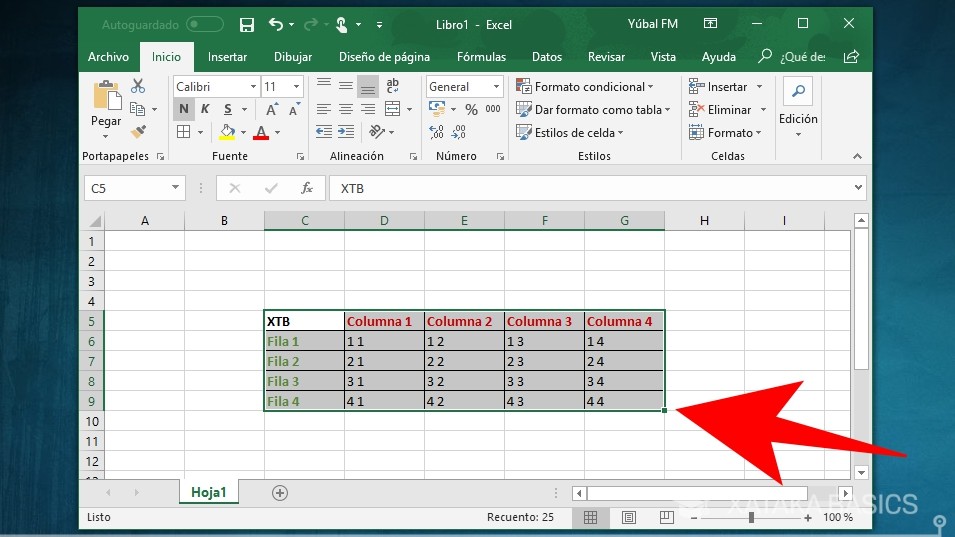 Autoguardado Libro1 - Excel Yúbal FM
Archivo Inicio Insertar Dibujar Diseño de página Fórmulas Datos Revisar Vista Ayuda ¿Qué de:
Pegar
Calibri 11
N K S A A
A
ab
General
% 000
Formato condicional
Dar formato como tabla
Estilos de celda
Insertar
Eliminar
Formato
Edición
Portapapeles Fuente Alineación Número Estilos Celdas
C5 fx XTB
A B C D E F G H I
1
2
3
4
5 XTB Columna 1 Columna 2 Columna 3 Columna 4
6 Fila 1 1 1 1 2 1 3 1 4
7 Fila 2 2 1 2 2 2 3 2 4
8 Fila 3 3 1 3 2 3 3 3 4
9 Fila 4 4 1 4 2 4 3 4 4
10
11
12
Hoja1
XATAKA BASICS
Listo Recuento: 25 - + 100 %